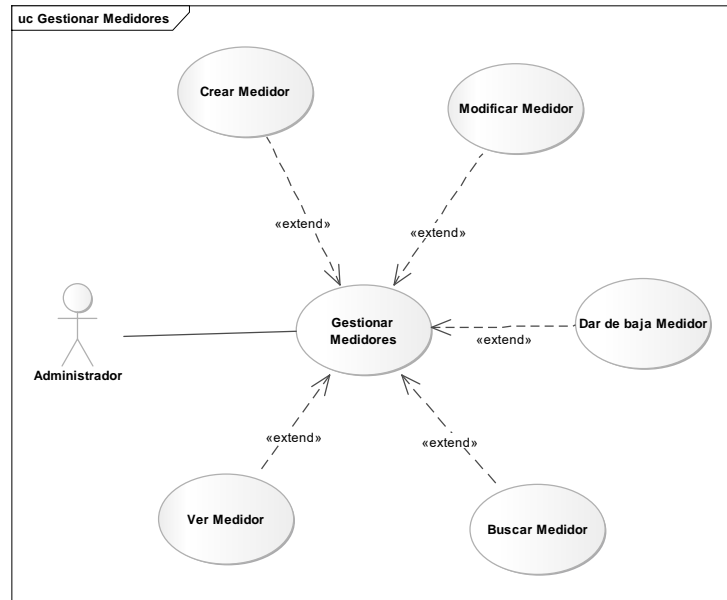 uc Gestionar Medidores
Crear Medidor
Modificar Medidor
«extend»
«extend»
Gestionar
Medidores
Dar de baja Medidor
«extend»
Administrador
«extend»
«extend»
Ver Medidor
Buscar Medidor